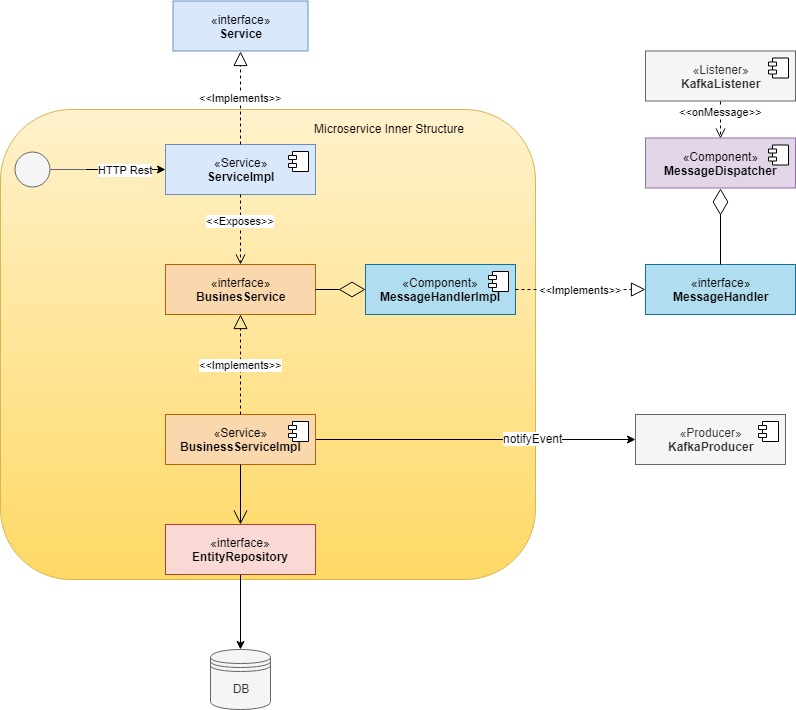 «interface»
Service
<<Implements>>
Microservice Inner Structure
«Listener»
KafkaListener
<<onMessage>>
HTTP Rest
«Service»
ServiceImpl
«Component»
MessageDispatcher
<<Exposes>>
«interface»
BusinesService
«Component»
MessageHandlerImpl
<<Implements>>
«interface»
MessageHandler
<<Implements>>
«Service»
BusinessServiceImpl
notifyEvent
«Producer»
KafkaProducer
«interface»
EntityRepository
DB